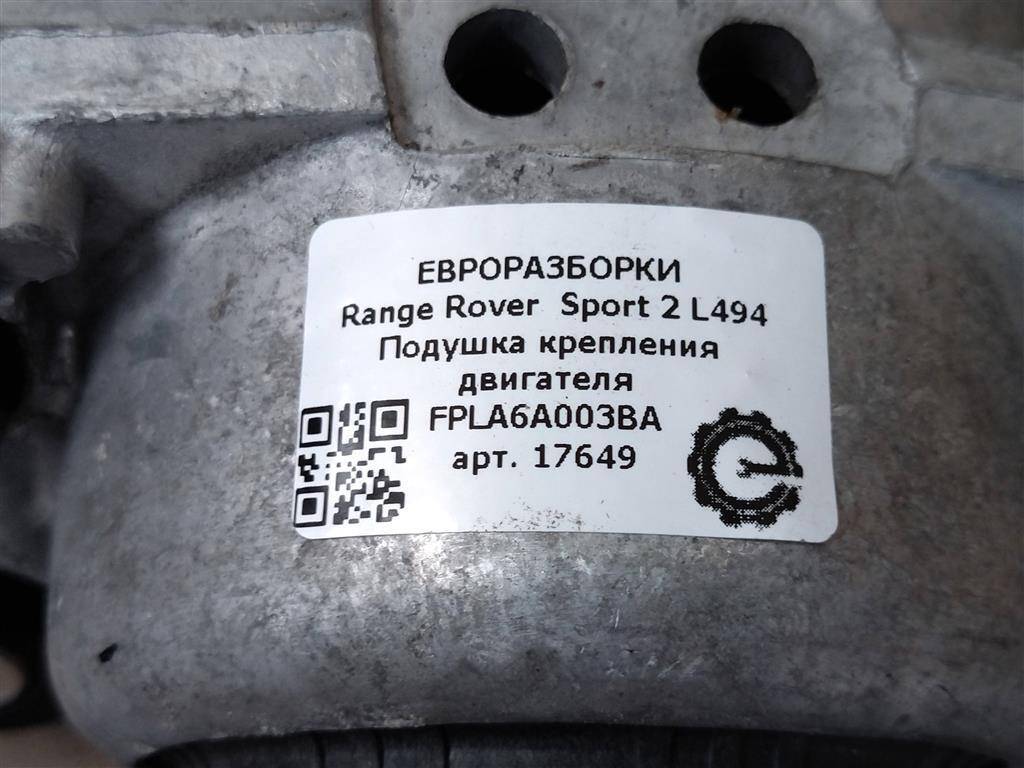 ЕВРОРАЗБОРКИ
Range Rover Sport 2 L494
Подушка крепления
двигателя
FPLA6A003BA
арт. 17649